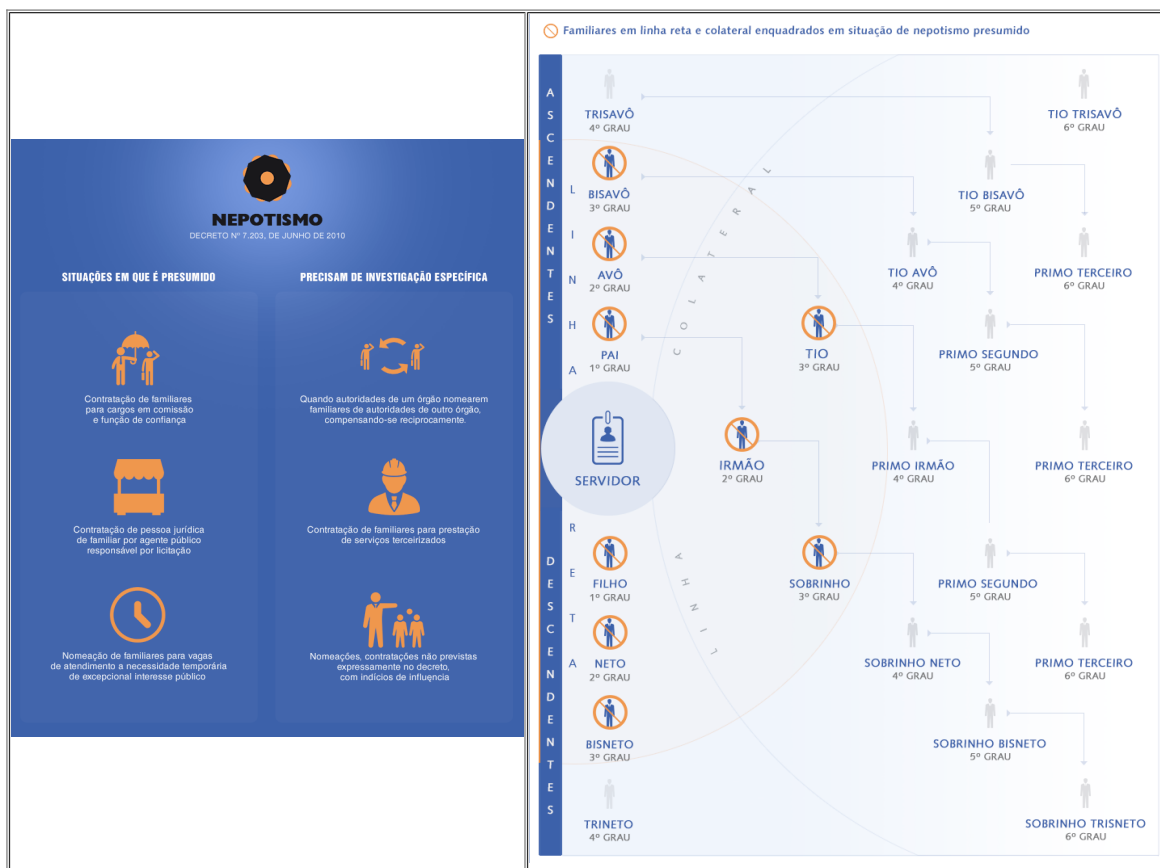 NEPOTISMO
DECRETO Nº 7.203, DE JUNHO DE 2010
SITUAÇÕES EM QUE É PRESUMIDO
Contratação de familiares
para cargos em comissão
e função de confiança
Contratação de pessoa jurídica
de familiar por agente público
responsável por licitação
Nomeação de familiares para vagas
de atendimento a necessidade temporária
de excepcional interesse público
PRECISAM DE INVESTIGAÇÃO ESPECÍFICA
Quando autoridades de um órgão nomearem
familiares de autoridades de outro órgão,
compensando-se reciprocamente.
Contratação de familiares para prestação
de serviços terceirizados
Nomeações, contratações não previstas
expressamente no decreto,
com indícios de influência
Familiares em linha reta e colateral enquadrados em situação de nepotismo presumido
ASCENDENTES
DESCENDENTES
LINHA RETA
LINHA COLATERAL
TRISAVÔ
4º GRAU
BISAVÔ
3º GRAU
AVÔ
2º GRAU
PAI
1º GRAU
SERVIDOR
FILHO
1º GRAU
NETO
2º GRAU
BISNETO
3º GRAU
TRINETO
4º GRAU
IRMÃO
2º GRAU
TIO
3º GRAU
SOBRINHO
3º GRAU
TIO AVÔ
4º GRAU
PRIMO IRMÃO
4º GRAU
SOBRINHO NETO
4º GRAU
TIO BISAVÔ
5º GRAU
PRIMO SEGUNDO
5º GRAU
PRIMO SEGUNDO
5º GRAU
SOBRINHO BISNETO
5º GRAU
TIO TRISAVÔ
6º GRAU
PRIMO TERCEIRO
6º GRAU
PRIMO TERCEIRO
6º GRAU
PRIMO TERCEIRO
6º GRAU
SOBRINHO TRISNETO
6º GRAU